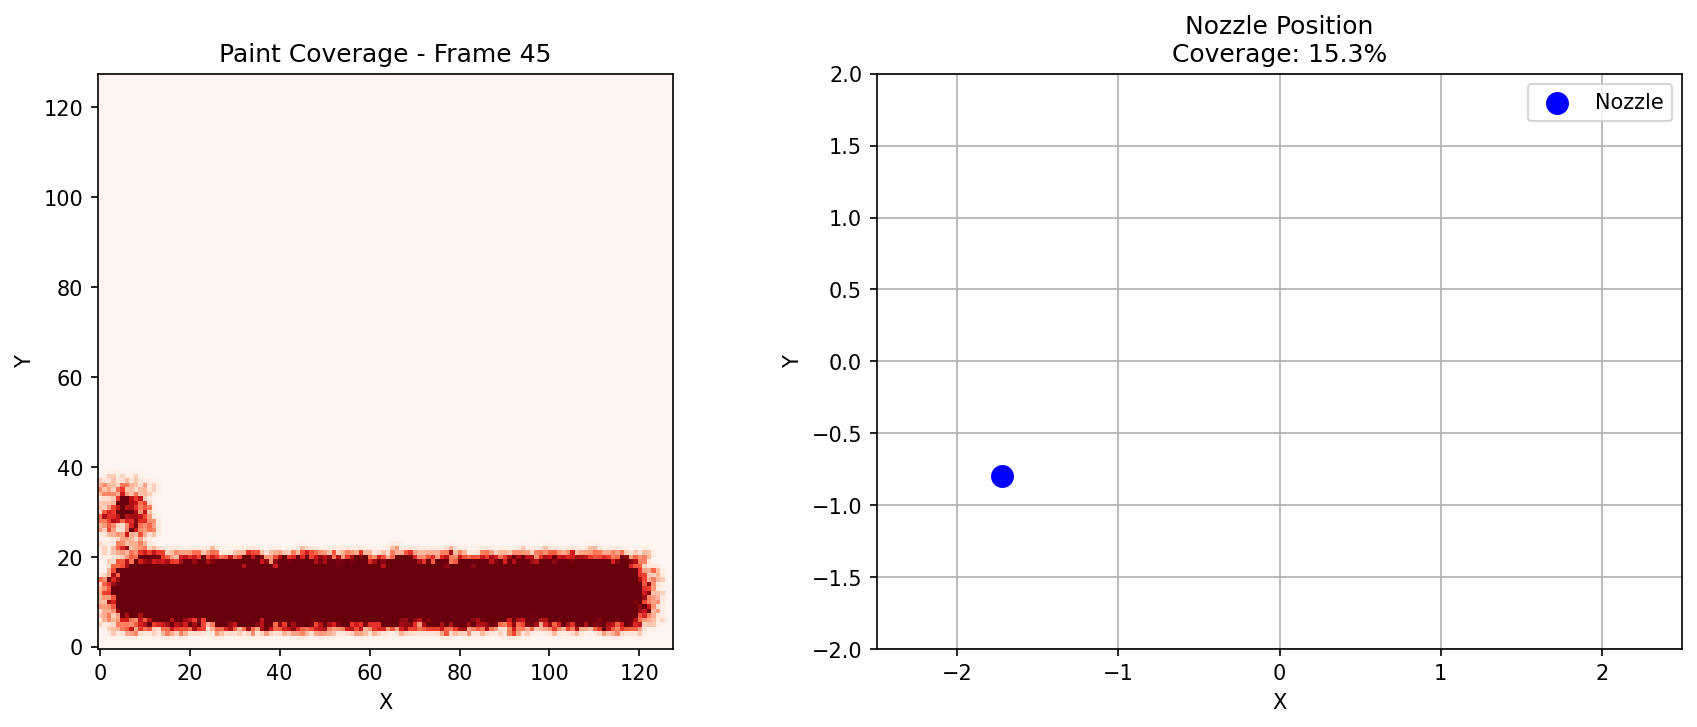 Paint Coverage - Frame 45
120
100
80
60
40
20
0
Y
0 20 40 60 80 100 120
X
Nozzle Position
Coverage: 15.3%
Nozzle
2.0
1.5
1.0
0.5
0.0
−0.5
−1.0
−1.5
−2.0
Y
−2 −1 0 1 2
X